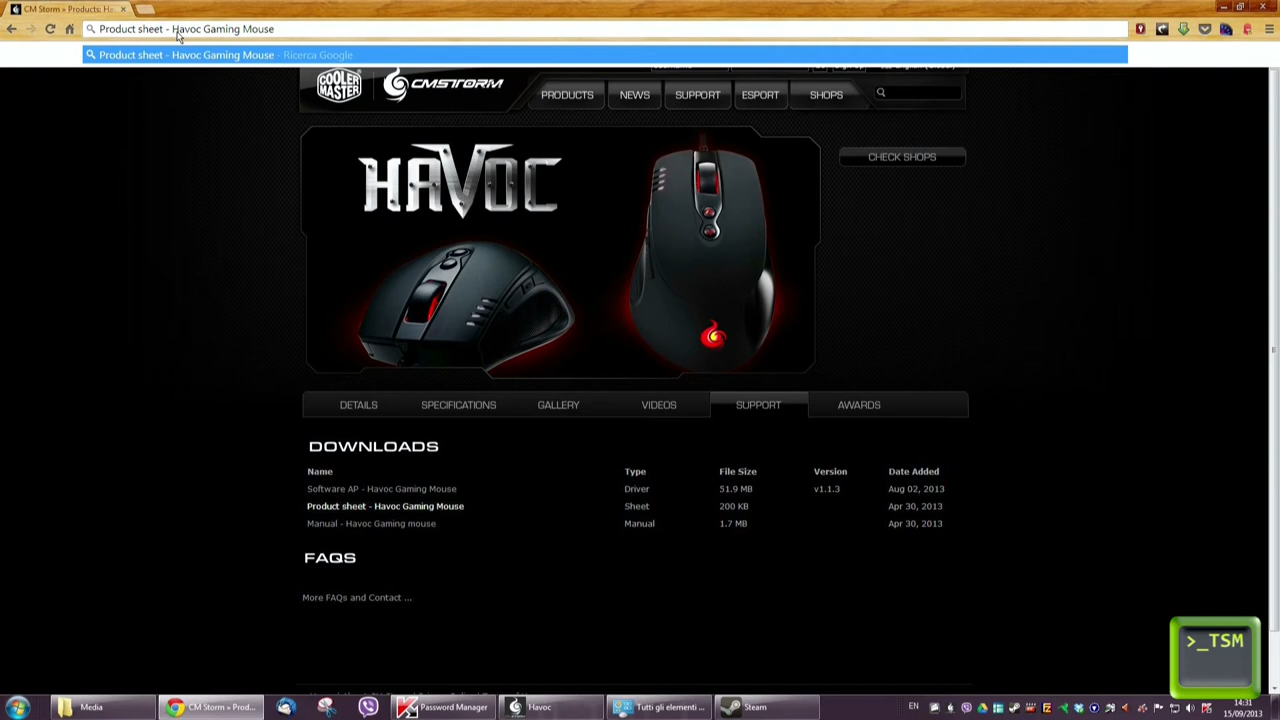 CM Storm » Products: Ha
Product sheet - Havoc Gaming Mouse
Product sheet - Havoc Gaming Mouse - Ricerca Google
COOLER MASTER
CMSTORM
PRODUCTS
NEWS
SUPPORT
ESPORT
SHOPS
HAVOC
CHECK SHOPS
DETAILS
SPECIFICATIONS
GALLERY
VIDEOS
SUPPORT
AWARDS
DOWNLOADS
Name Type File Size Version Date Added
Software AP - Havoc Gaming Mouse Driver 51.9 MB v1.1.3 Aug 02, 2013
Product sheet - Havoc Gaming Mouse Sheet 200 KB Apr 30, 2013
Manual - Havoc Gaming mouse Manual 1.7 MB Apr 30, 2013
FAQS
More FAQs and Contact ...
>_TSM
Media
CM Storm » Prod...
Password Manager
Havoc
Tutti gli elementi ...
Steam
EN
14:31
15/09/2013